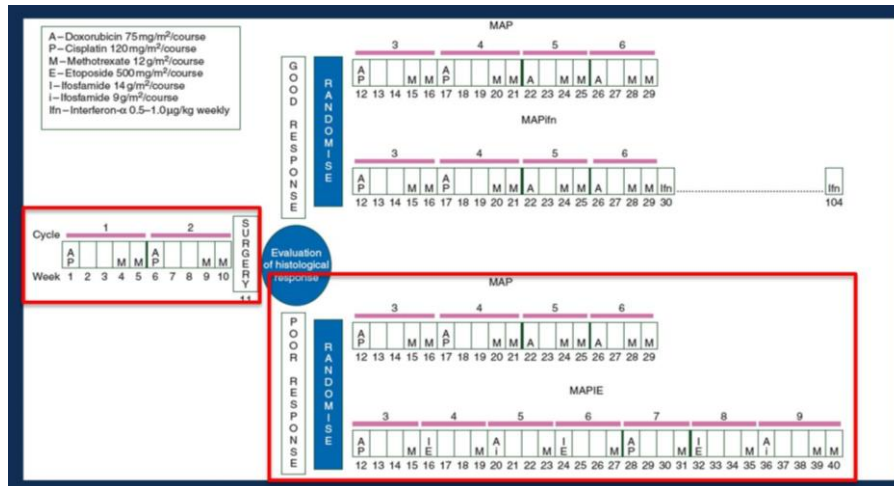 A–Doxorubicin 75 mg/m²/course
P–Cisplatin 120 mg/m²/course
M–Methotrexate 12 g/m²/course
E–Etoposide 500 mg/m²/course
I–Ifosfamide 14 g/m²/course
i–Ifosfamide 9 g/m²/course
Ifn–Interferon-α 0.5–1.0 µg/kg weekly
Cycle 1 2
A P M M A P M M
Week 1 2 3 4 5 6 7 8 9 10
SURGERY
11
Evaluation
of histological
response
GOOD RESPONSE
RANDOMISE
MAP
3 4 5 6
A P M M A P M M A M M A M M
12 13 14 15 16 17 18 19 20 21 22 23 24 25 26 27 28 29
MAPifn
3 4 5 6
A P M M A P M M A M M A M M Ifn Ifn
12 13 14 15 16 17 18 19 20 21 22 23 24 25 26 27 28 29 30 104
POOR RESPONSE
RANDOMISE
MAP
3 4 5 6
A P M M A P M M A M M A M M
12 13 14 15 16 17 18 19 20 21 22 23 24 25 26 27 28 29
MAPIE
3 4 5 6 7 8 9
A P M I E M A i M I E M A P M I E M A i M M
12 13 14 15 16 17 18 19 20 21 22 23 24 25 26 27 28 29 30 31 32 33 34 35 36 37 38 39 40